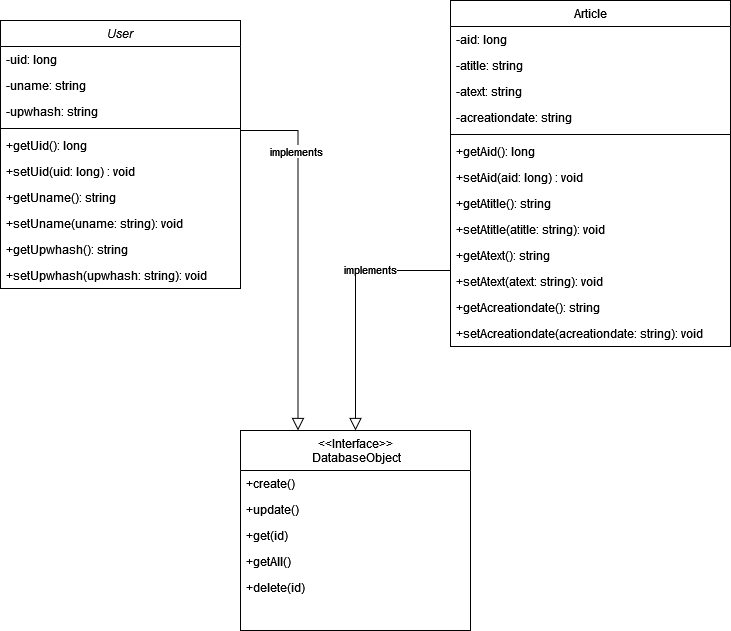 User
-uid: long
-uname: string
-upwhash: string
+getUid(): long
+setUid(uid: long) : void
+getUname(): string
+setUname(uname: string): void
+getUpwhash(): string
+setUpwhash(upwhash: string): void
Article
-aid: long
-atitle: string
-atext: string
-acreationdate: string
+getAid(): long
+setAid(aid: long) : void
+getAtitle(): string
+setAtitle(atitle: string): void
+getAtext(): string
+setAtext(atext: string): void
+getAcreationdate(): string
+setAcreationdate(acreationdate: string): void
implements
implements
<<Interface>>
DatabaseObject
+create()
+update()
+get(id)
+getAll()
+delete(id)